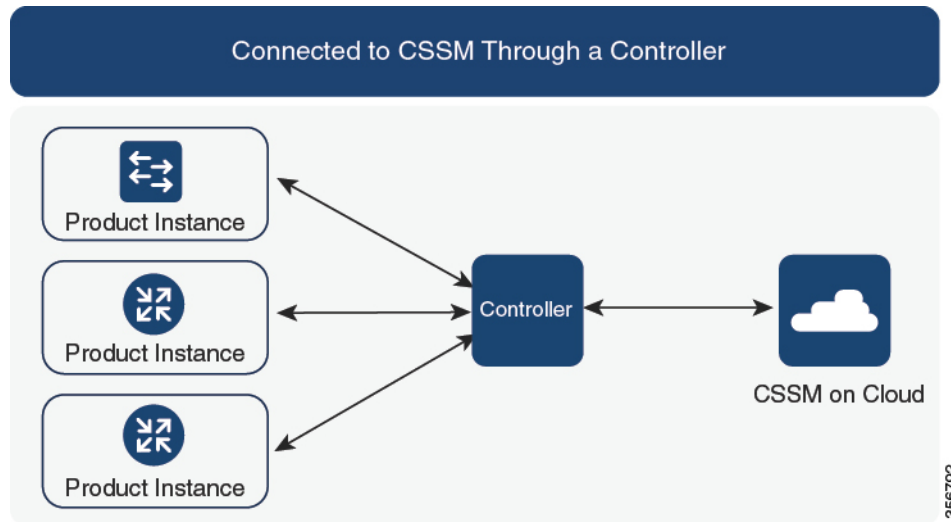 Connected to CSSM Through a Controller
Product Instance
Product Instance
Product Instance
Controller
CSSM on Cloud